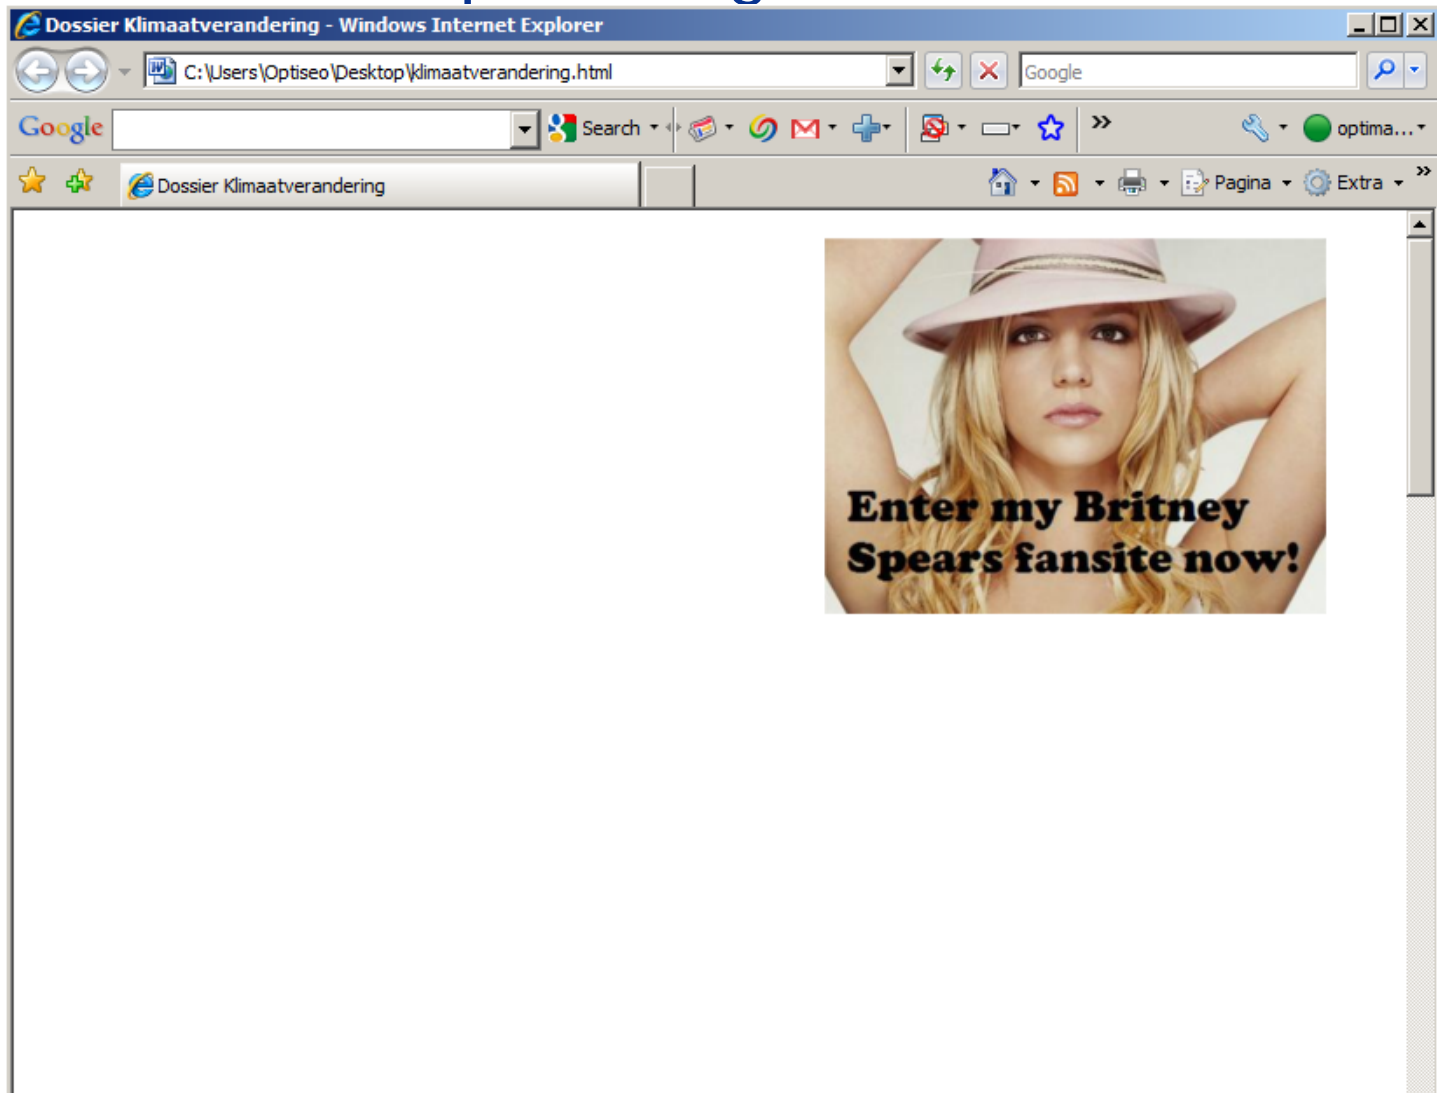 Dossier Klimaatverandering - Windows Internet Explorer
C:\Users\Optiseo\Desktop\klimaatverandering.html
Google
Google
Search
optima...
Dossier Klimaatverandering
Pagina
Extra
Enter my Britney
Spears fansite now!